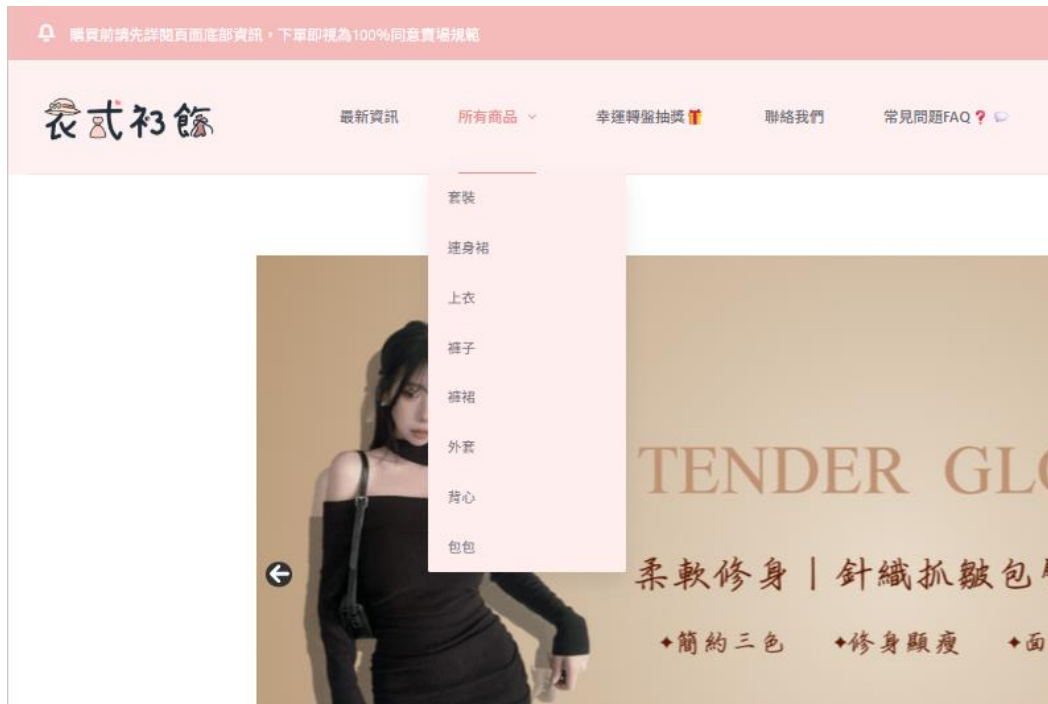 購買前請先詳閱頁面底部資訊，下單即視為100%同意賣場規範
衣式初飾
最新資訊 所有商品 幸運轉盤抽獎🎁 聯絡我們 常見問題FAQ❓💬
套裝
連身裙
上衣
褲子
褲裙
外套
背心
包包
TENDER GLO
柔軟修身｜針織抓皺包
✦簡約三色 ✦修身顯瘦 ✦面